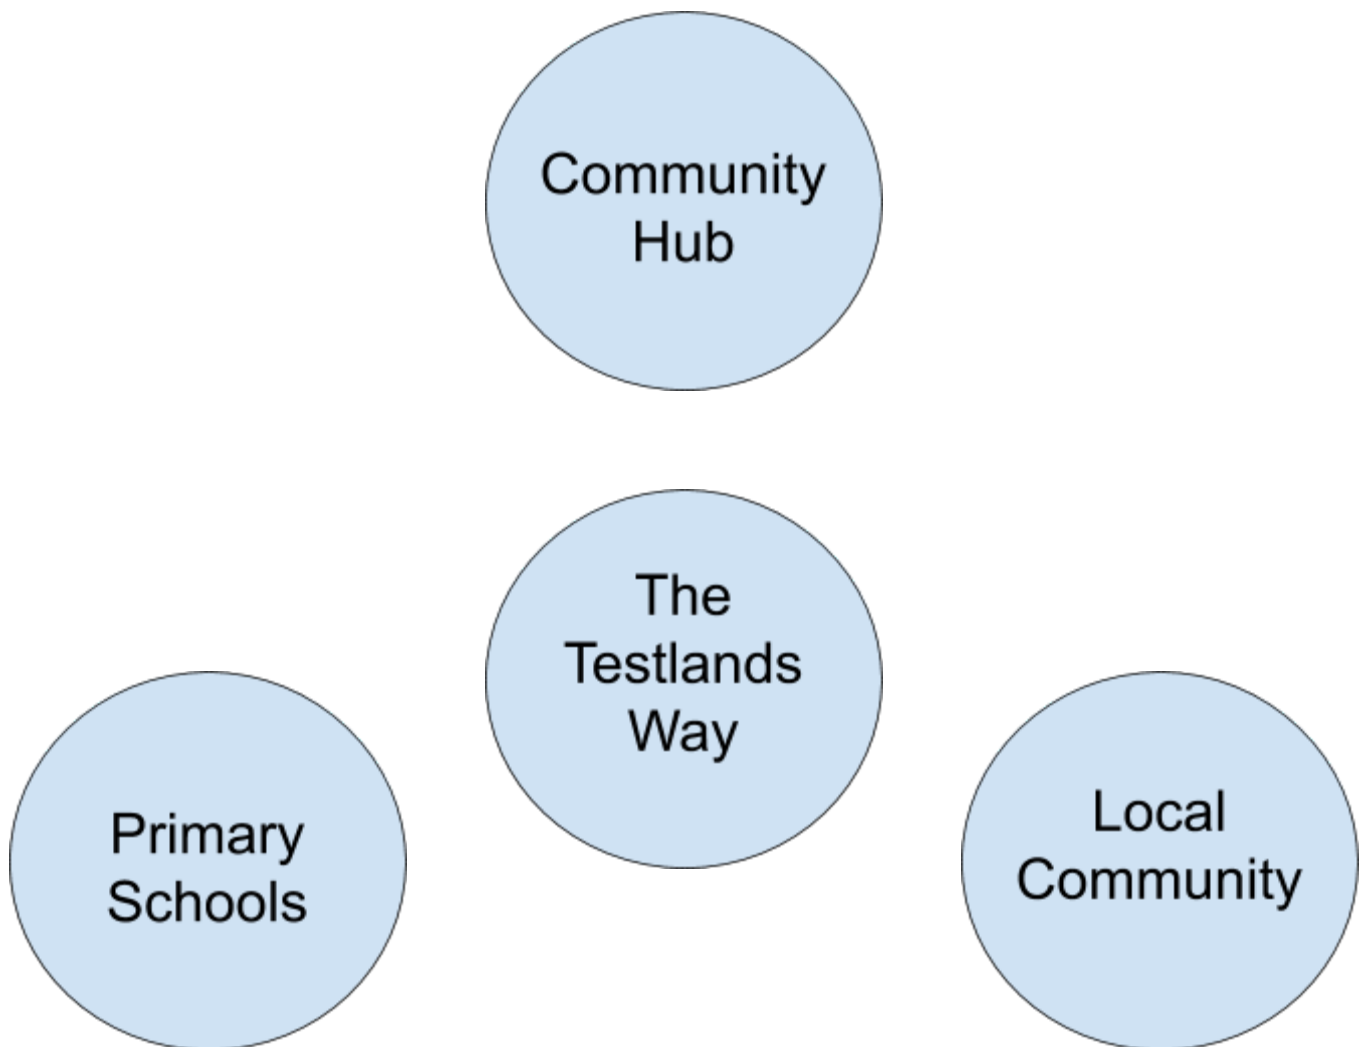 Community
Hub
The
Testlands
Way
Primary
Schools
Local
Community